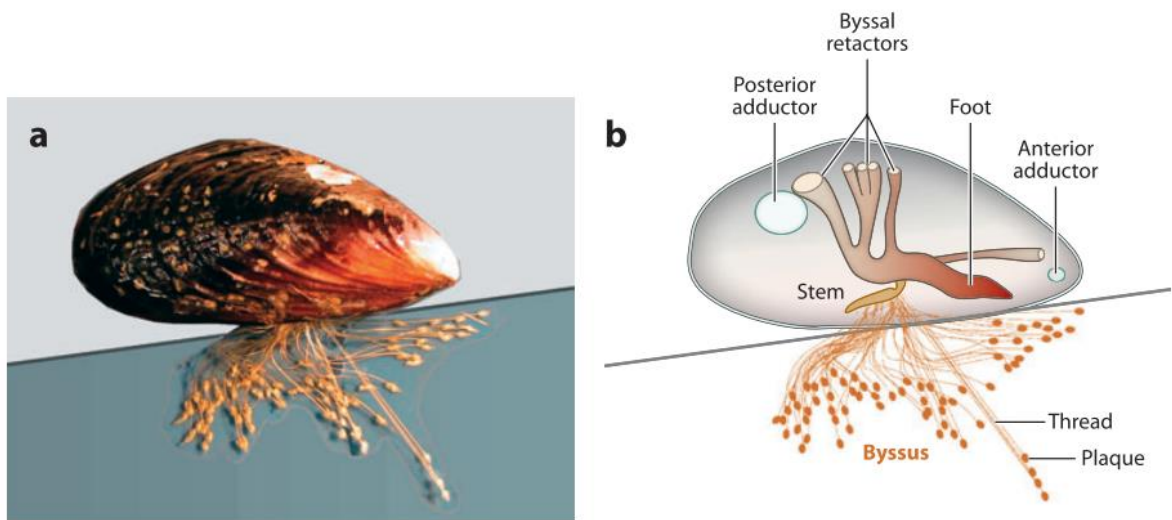 a
b
Byssal
retactors
Posterior
adductor
Foot
Anterior
adductor
Stem
Thread
Byssus
Plaque